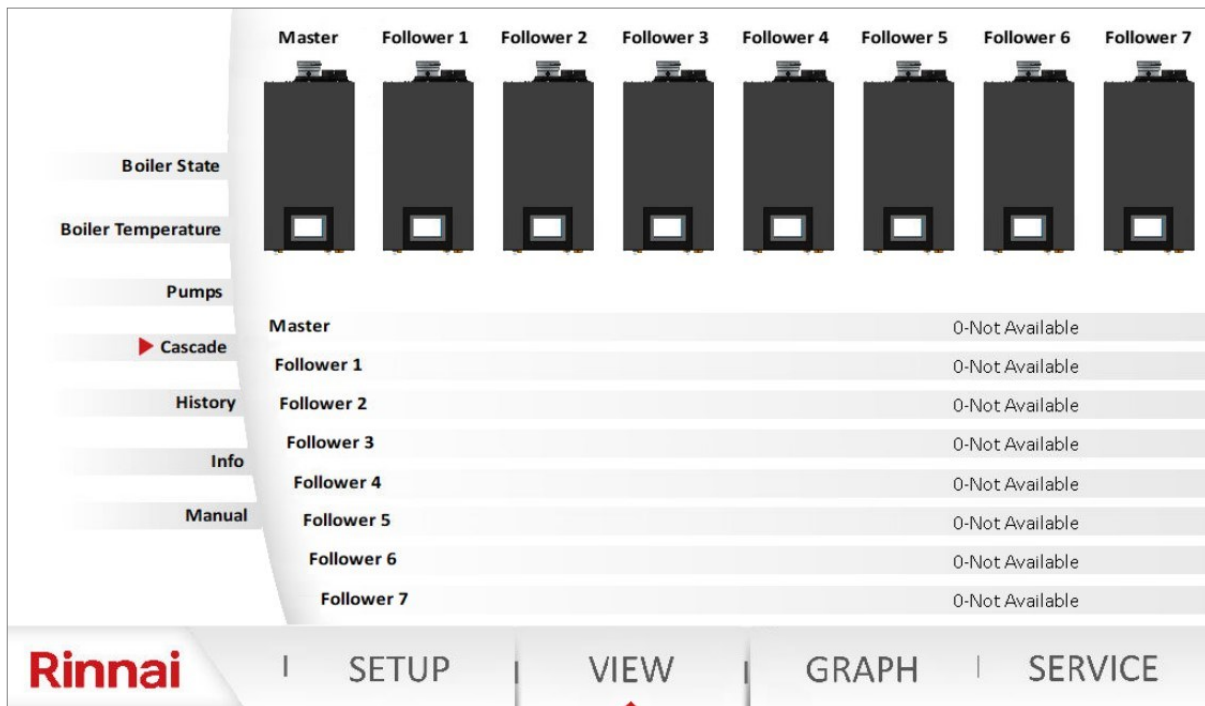 Master Follower 1 Follower 2 Follower 3 Follower 4 Follower 5 Follower 6 Follower 7
Boiler State
Boiler Temperature
Pumps
Cascade
History
Info
Manual
Master 0-Not Available
Follower 1 0-Not Available
Follower 2 0-Not Available
Follower 3 0-Not Available
Follower 4 0-Not Available
Follower 5 0-Not Available
Follower 6 0-Not Available
Follower 7 0-Not Available
Rinnai SETUP VIEW GRAPH SERVICE